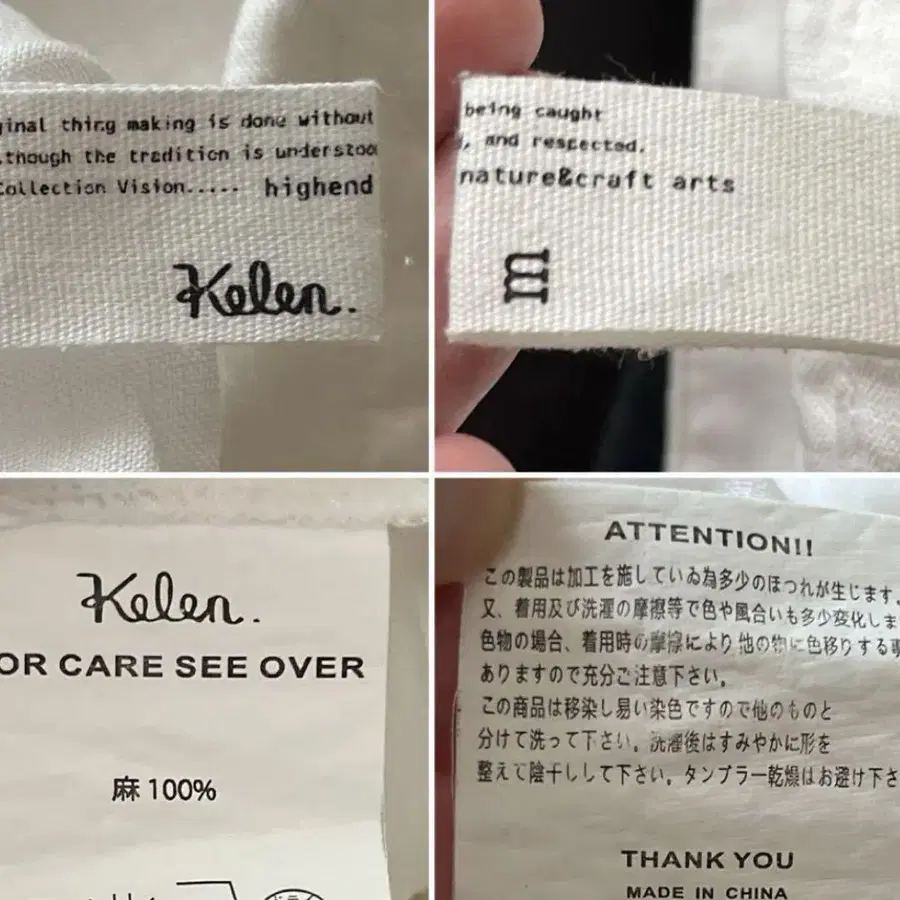 ginal thing making is done without
though the tradition is understoo
Collection Vision..... highend
Kelen.
being caught
, and respected.
nature&craft arts
m
Kelen.
OR CARE SEE OVER
麻 100%
ATTENTION!!
この製品は加工を施している為多少のほつれが生じます。
又、着用及び洗濯の摩擦等で色や風合いも多少変化しま
色物の場合、着用時の摩擦により他の物に色移りする事
ありますので充分ご注意下さい。
この商品は移染し易い染色ですので他のものと
分けて洗って下さい。洗濯後はすみやかに形を
整えて陰干しして下さい。タンブラー乾燥はお避け下さ
THANK YOU
MADE IN CHINA